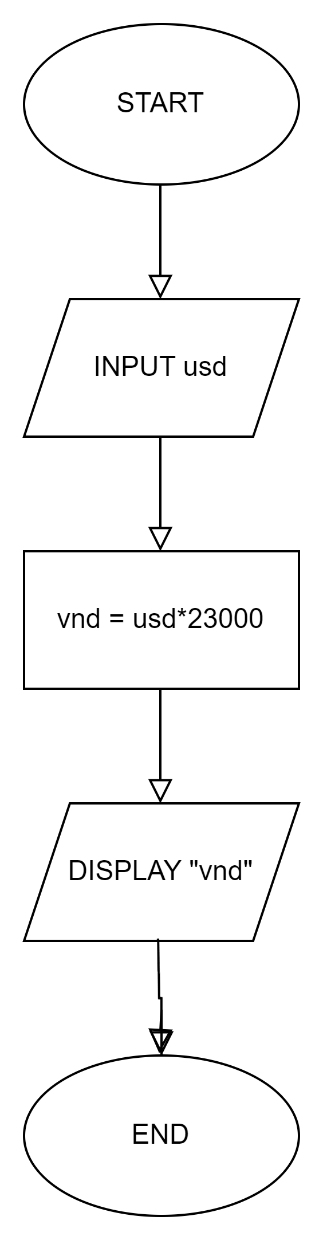 START
INPUT usd
vnd = usd*23000
DISPLAY "vnd"
END